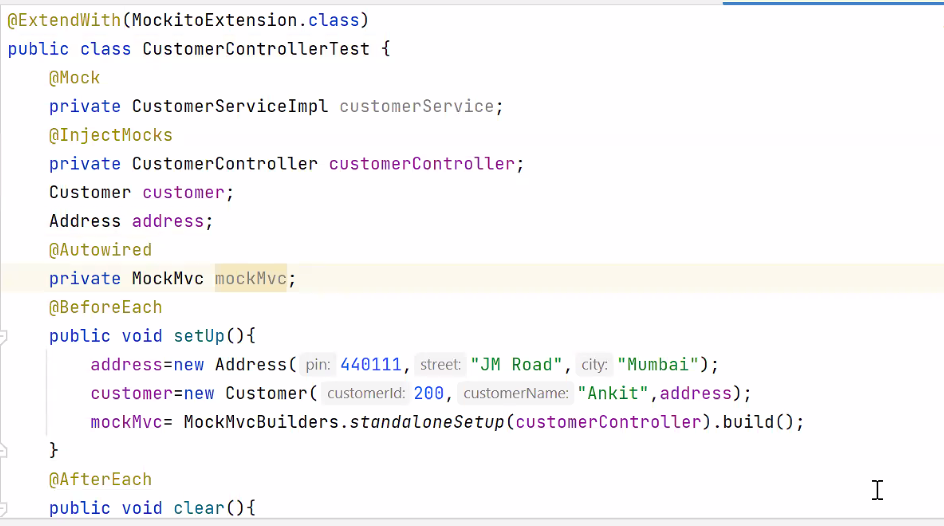 @ExtendWith(MockitoExtension.class)
public class CustomerControllerTest {
@Mock
private CustomerServiceImpl customerService;
@InjectMocks
private CustomerController customerController;
Customer customer;
Address address;
@Autowired
private MockMvc mockMvc;
@BeforeEach
public void setUp(){
address=new Address( pin: 440111, street: "JM Road", city: "Mumbai");
customer=new Customer( customerId: 200, customerName: "Ankit",address);
mockMvc= MockMvcBuilders.standaloneSetup(customerController).build();
}
@AfterEach
public void clear(){